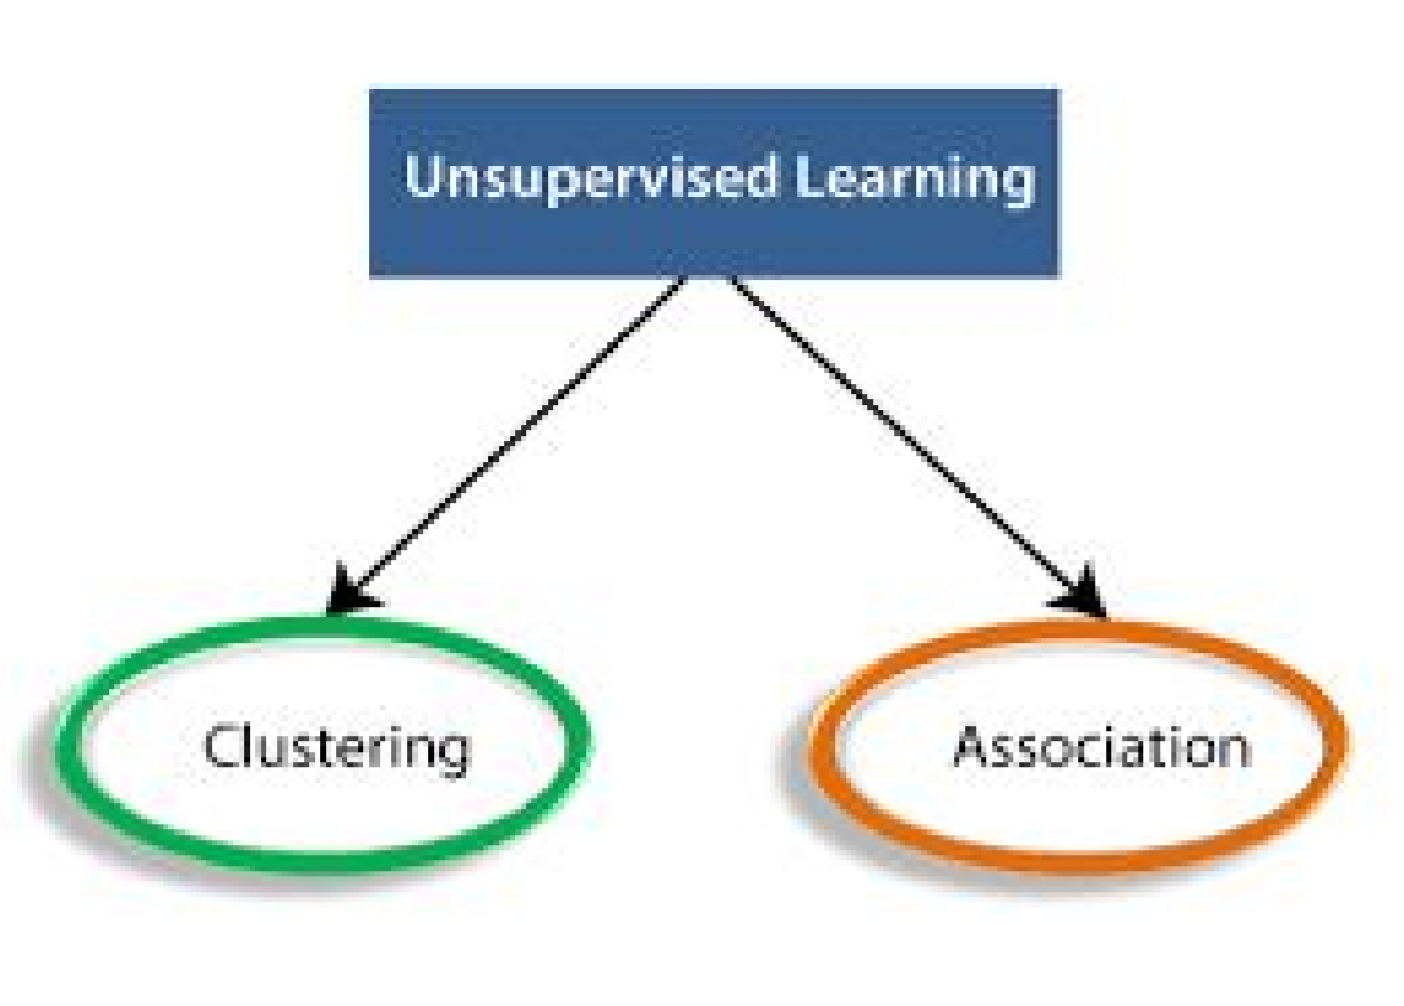 Unsupervised Learning
Clustering
Association